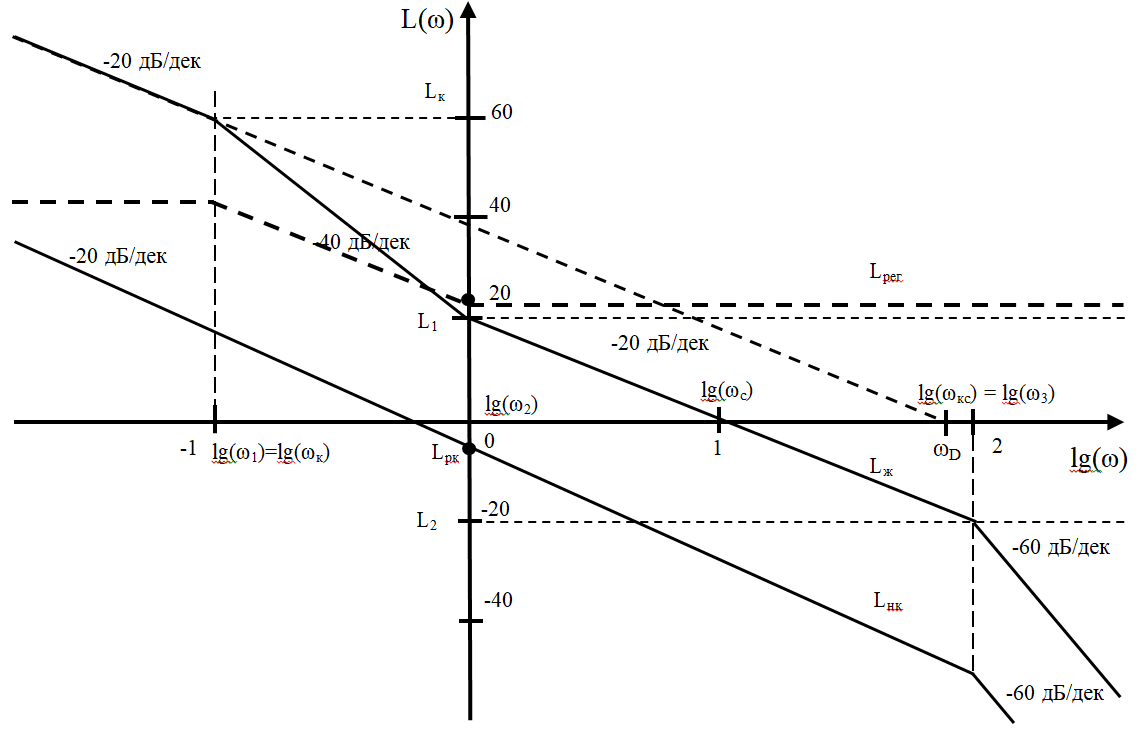 L(ω)
-20 дБ/дек
Lк
60
40
-40 дБ/дек
-20 дБ/дек
Lрег.
20
L1
-20 дБ/дек
lg(ω2)
lg(ωс)
lg(ωкс) = lg(ω3)
-1
lg(ω1)=lg(ωк)
Lрк
0
1
ωD
2
lg(ω)
Lж
-20
L2
-60 дБ/дек
-40
Lнк
-60 дБ/дек